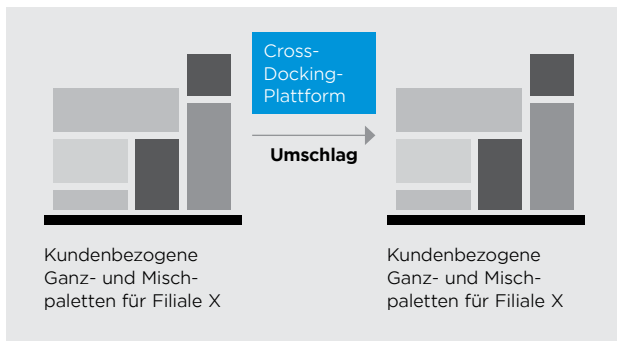 Cross-
Docking-
Plattform
Umschlag
Kundenbezogene
Ganz- und Misch-
paletten für Filiale X
Kundenbezogene
Ganz- und Misch-
paletten für Filiale X